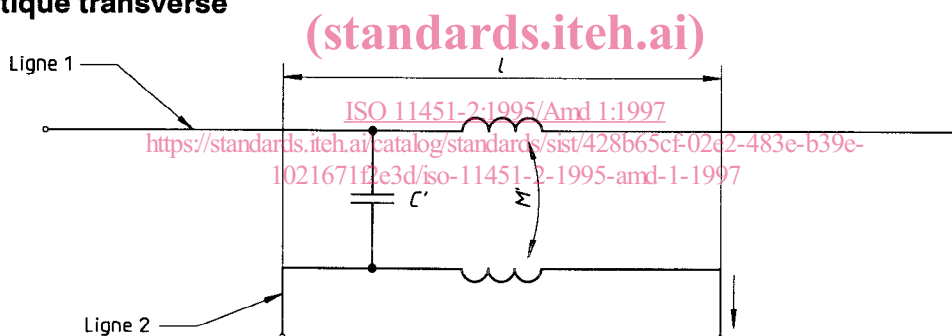 tique transverse
(standards.iteh.ai)
Ligne 1
l
ISO 11451-2:1995/Amd 1:1997
https://standards.iteh.ai/catalog/standards/sist/428b65cf-02e2-483e-b39e-
1021671f2e3d/iso-11451-2-1995-amd-1-1997
C'
M'
Ligne 2